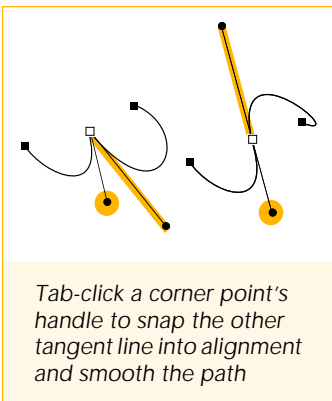 Tab-click a corner point's
handle to snap the other
tangent line into alignment
and smooth the path